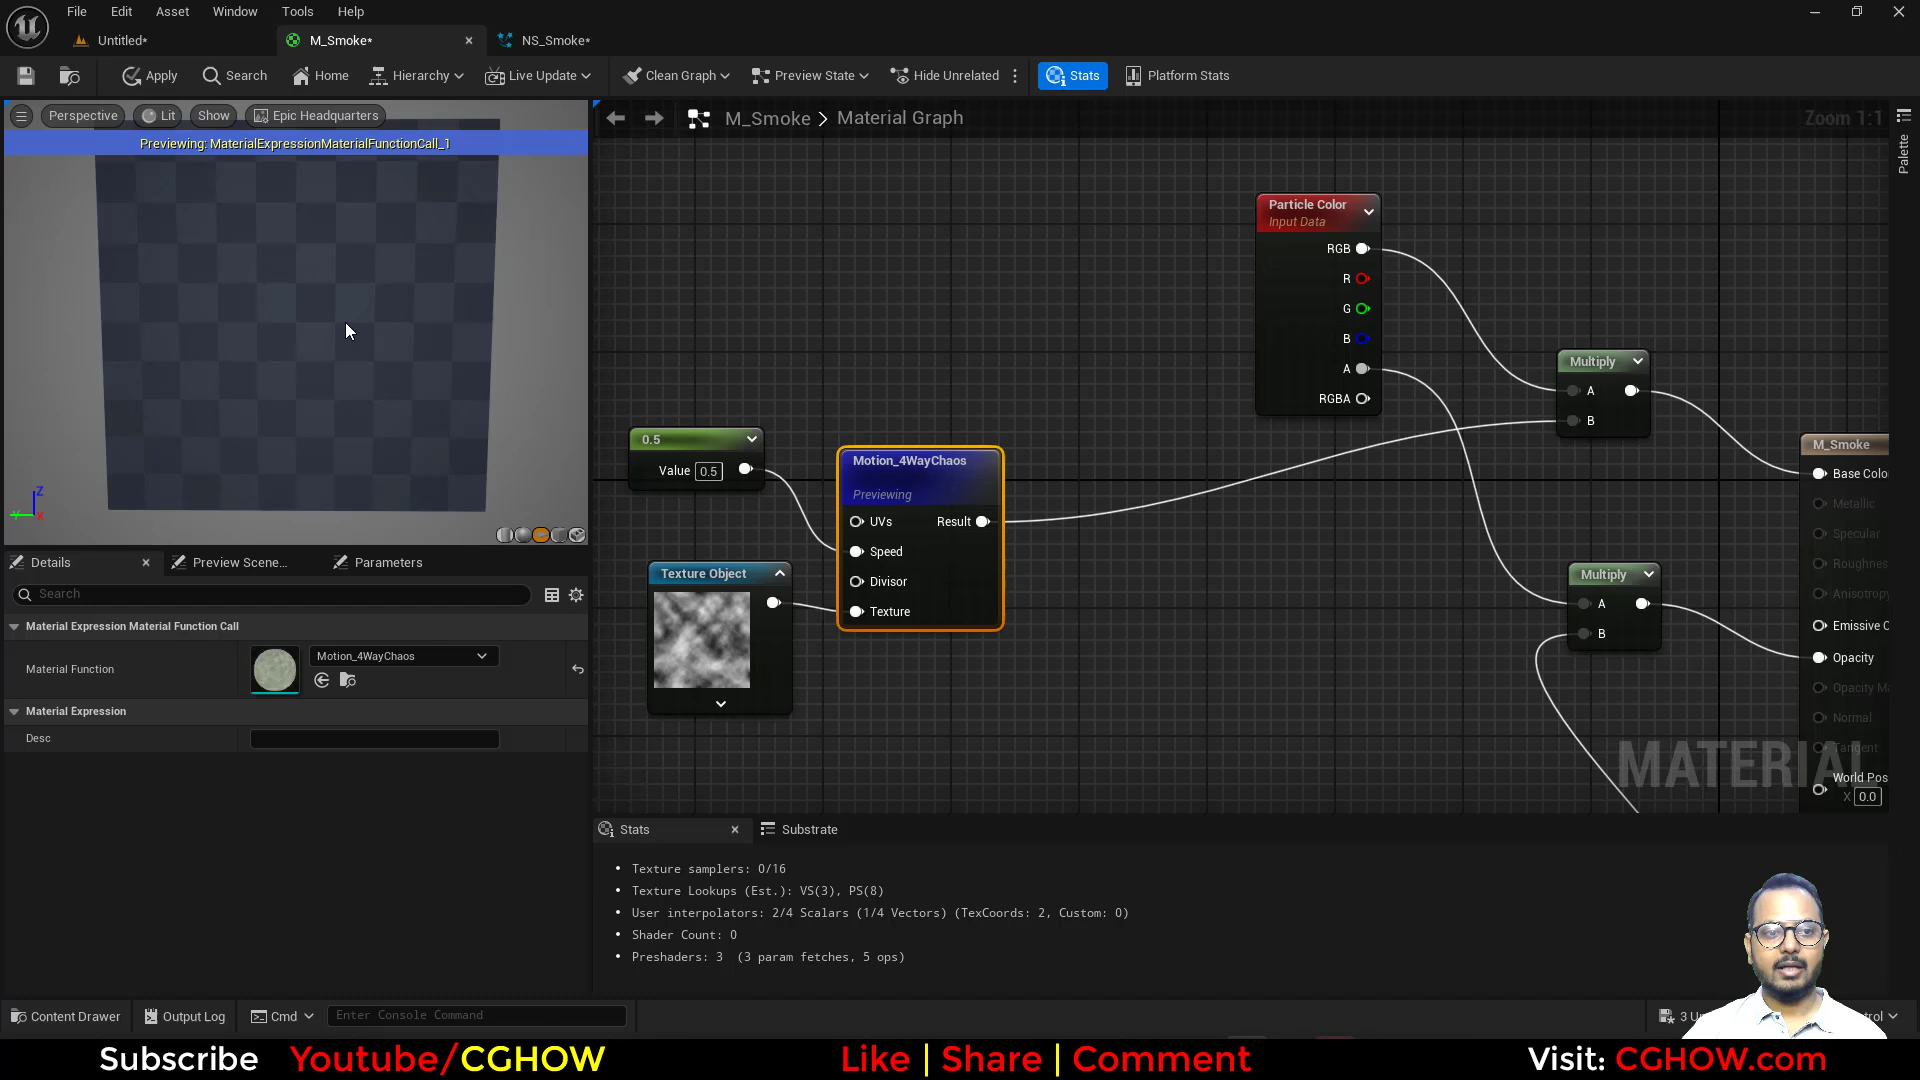 File Edit Asset Window Tools Help
Untitled* M_Smoke* NS_Smoke*
Apply Search Home Hierarchy Live Update Clean Graph Preview State Hide Unrelated Stats Platform Stats
Perspective Lit Show Epic Headquarters
Previewing: MaterialExpressionMaterialFunctionCall_1
M_Smoke > Material Graph
Zoom 1:1
Palette
Particle Color
Input Data
RGB
R
G
B
A
RGBA
Multiply
A
B
0.5
Value 0.5
Motion_4WayChaos
Previewing
UVs Result
Speed
Divisor
Texture
Texture Object
Multiply
A
B
M_Smoke
Base Colo
Metallic
Specular
Roughnes
Anisotropy
Emissive C
Opacity
Opacity Ma
Normal
Tangent
World Pos
X 0.0
MATERIAL
Z
Y
X
Details Preview Scene... Parameters
Search
Material Expression Material Function Call
Material Function Motion_4WayChaos
Material Expression
Desc
Stats Substrate
• Texture samplers: 0/16
• Texture Lookups (Est.): VS(3), PS(8)
• User interpolators: 2/4 Scalars (1/4 Vectors) (TexCoords: 2, Custom: 0)
• Shader Count: 0
• Preshaders: 3 (3 param fetches, 5 ops)
Content Drawer Output Log Cmd Enter Console Command
3 U
Subscribe Youtube/CGHOW Like | Share | Comment Visit: CGHOW.com